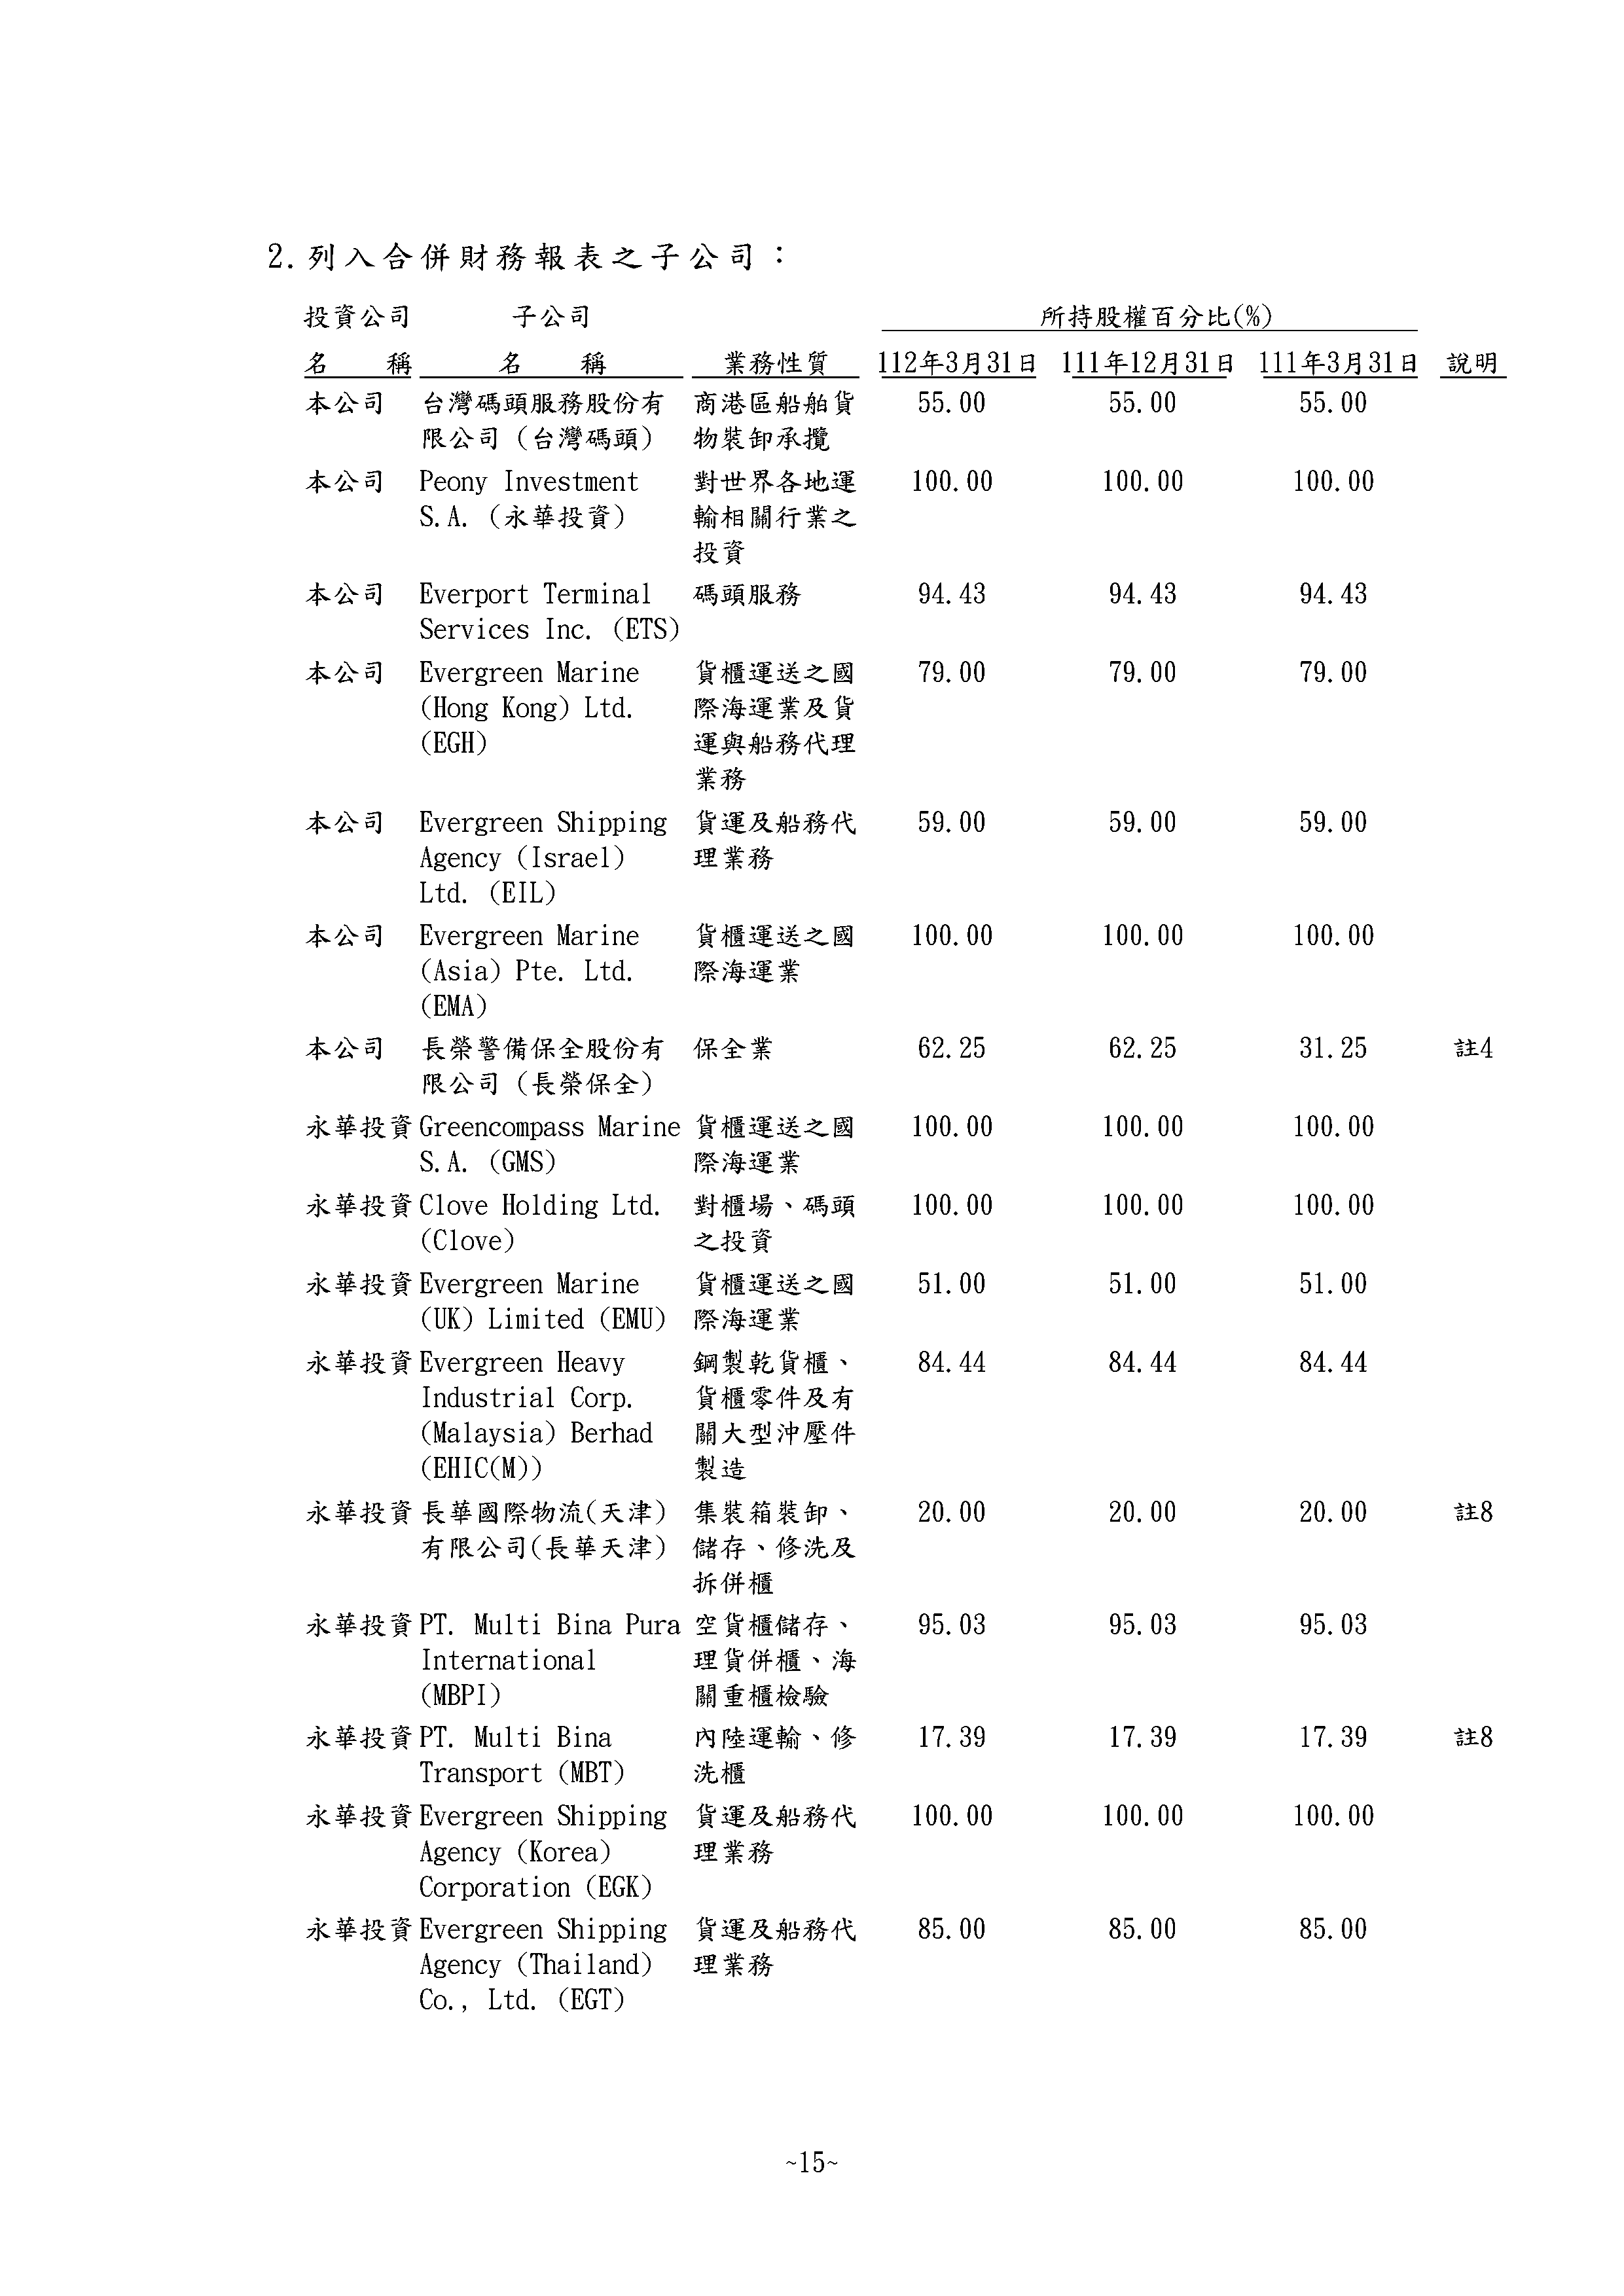 2. 列入合併財務報表之子公司：
投資公司 子公司 所持股權百分比(%)
名 稱 名 稱 業務性質 112年3月31日 111年12月31日 111年3月31日 說明
本公司 台灣碼頭服務股份有 商港區船舶貨 55.00 55.00 55.00
限公司 (台灣碼頭) 物裝卸承攬
本公司 Peony Investment 對世界各地運 100.00 100.00 100.00
S.A. (永華投資) 輸相關行業之
投資
本公司 Everport Terminal 碼頭服務 94.43 94.43 94.43
Services Inc. (ETS)
本公司 Evergreen Marine 貨櫃運送之國 79.00 79.00 79.00
(Hong Kong) Ltd. 際海運業及貨
(EGH) 運與船務代理
業務
本公司 Evergreen Shipping 貨運及船務代 59.00 59.00 59.00
Agency (Israel) 理業務
Ltd. (EIL)
本公司 Evergreen Marine 貨櫃運送之國 100.00 100.00 100.00
(Asia) Pte. Ltd. 際海運業
(EMA)
本公司 長榮警備保全股份有 保全業 62.25 62.25 31.25 註4
限公司 (長榮保全)
永華投資 Greencompass Marine 貨櫃運送之國 100.00 100.00 100.00
S.A. (GMS) 際海運業
永華投資 Clove Holding Ltd. 對櫃場、碼頭 100.00 100.00 100.00
(Clove) 之投資
永華投資 Evergreen Marine 貨櫃運送之國 51.00 51.00 51.00
(UK) Limited (EMU) 際海運業
永華投資 Evergreen Heavy 鋼製乾貨櫃、 84.44 84.44 84.44
Industrial Corp. 貨櫃零件及有
(Malaysia) Berhad 關大型沖壓件
(EHIC(M)) 製造
永華投資 長華國際物流(天津) 集裝箱裝卸、 20.00 20.00 20.00 註8
有限公司(長華天津) 儲存、修洗及
拆併櫃
永華投資 PT. Multi Bina Pura 空貨櫃儲存、 95.03 95.03 95.03
International 理貨併櫃、海
(MBPI) 關重櫃檢驗
永華投資 PT. Multi Bina 內陸運輸、修 17.39 17.39 17.39 註8
Transport (MBT) 洗櫃
永華投資 Evergreen Shipping 貨運及船務代 100.00 100.00 100.00
Agency (Korea) 理業務
Corporation (EGK)
永華投資 Evergreen Shipping 貨運及船務代 85.00 85.00 85.00
Agency (Thailand) 理業務
Co., Ltd. (EGT)
~15~